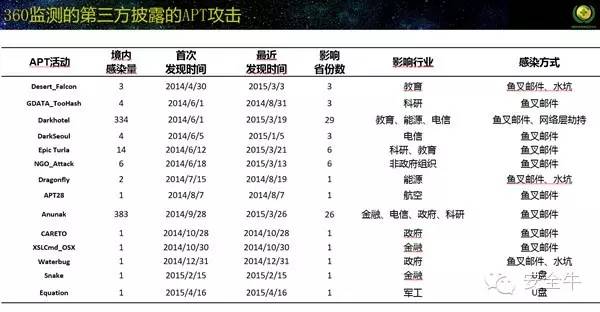 360监测的第三方披露的APT攻击
APT活动 境内感染量 首次发现时间 最近发现时间 影响省份数 影响行业 感染方式
Desert_Falcon 3 2014/4/30 2015/3/3 3 教育 鱼叉邮件、水坑
GDATA_TooHash 4 2014/6/1 2014/8/31 3 科研 鱼叉邮件
Darkhotel 334 2014/6/1 2015/3/19 29 教育、能源、电信 鱼叉邮件、网络层劫持
DarkSeoul 4 2014/6/5 2015/1/5 3 电信 鱼叉邮件
Epic Turla 14 2014/6/12 2015/3/21 6 科研、教育 鱼叉邮件
NGO_Attack 6 2014/6/18 2015/3/13 6 非政府组织 鱼叉邮件
Dragonfly 2 2014/7/15 2014/8/19 1 能源 鱼叉邮件、水坑
APT28 1 2014/8/7 2014/8/7 1 航空 鱼叉邮件
Anunak 383 2014/9/28 2015/3/26 26 金融、电信、政府、科研 鱼叉邮件
CARETO 1 2014/10/28 2014/10/28 1 政府 鱼叉邮件
XSLCmd_OSX 1 2014/10/30 2014/10/30 1 金融 鱼叉邮件
Waterbug 1 2014/12/31 2014/12/31 1 政府 鱼叉邮件、水坑
Snake 1 2015/2/15 2015/2/15 1 金融 U盘
Equation 1 2015/4/16 2015/4/16 1 军工 U盘
安全牛